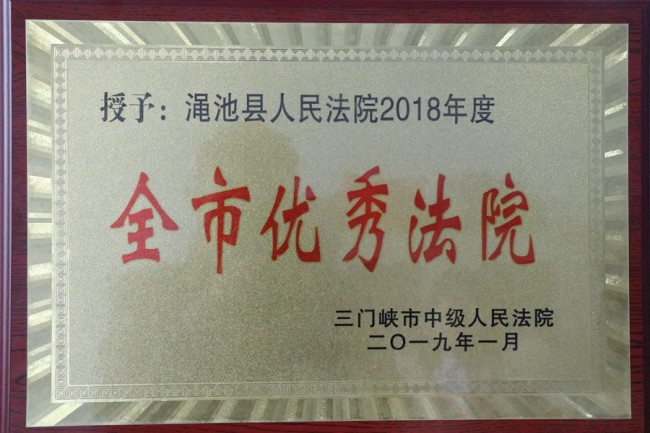 授予：渑池县人民法院2018年度
全市优秀法院
三门峡市中级人民法院
二〇一九年一月